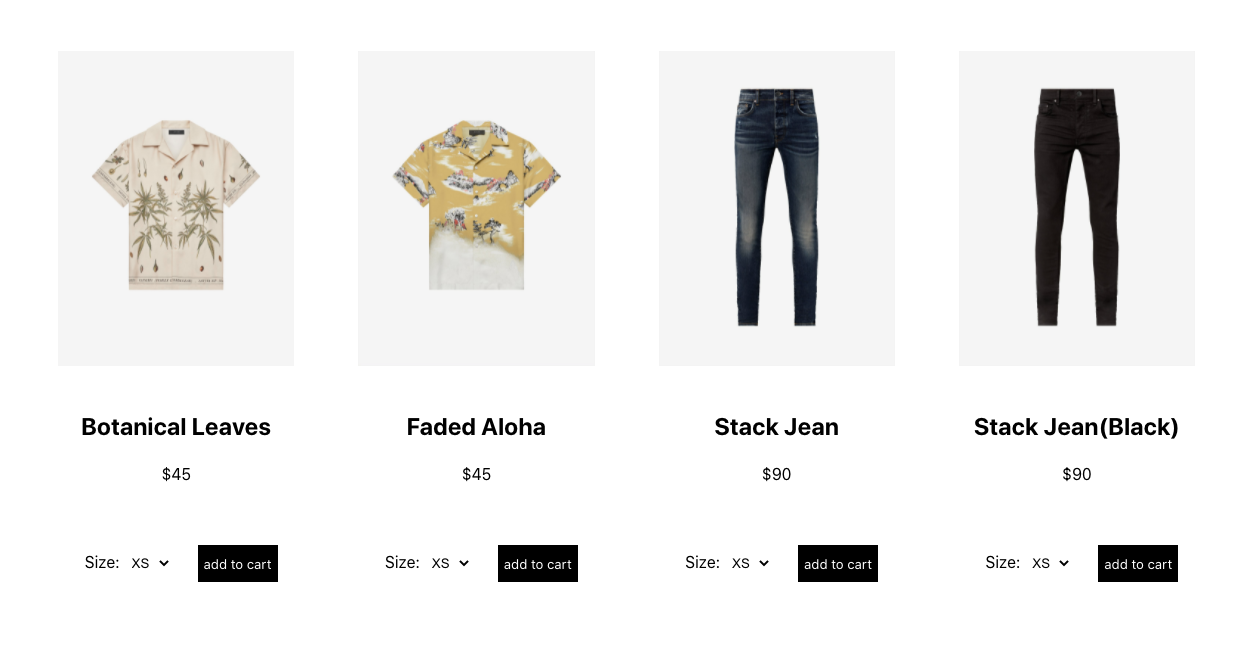 Botanical Leaves
$45
Size: XS
add to cart
Faded Aloha
$45
Size: XS
add to cart
Stack Jean
$90
Size: XS
add to cart
Stack Jean(Black)
$90
Size: XS
add to cart